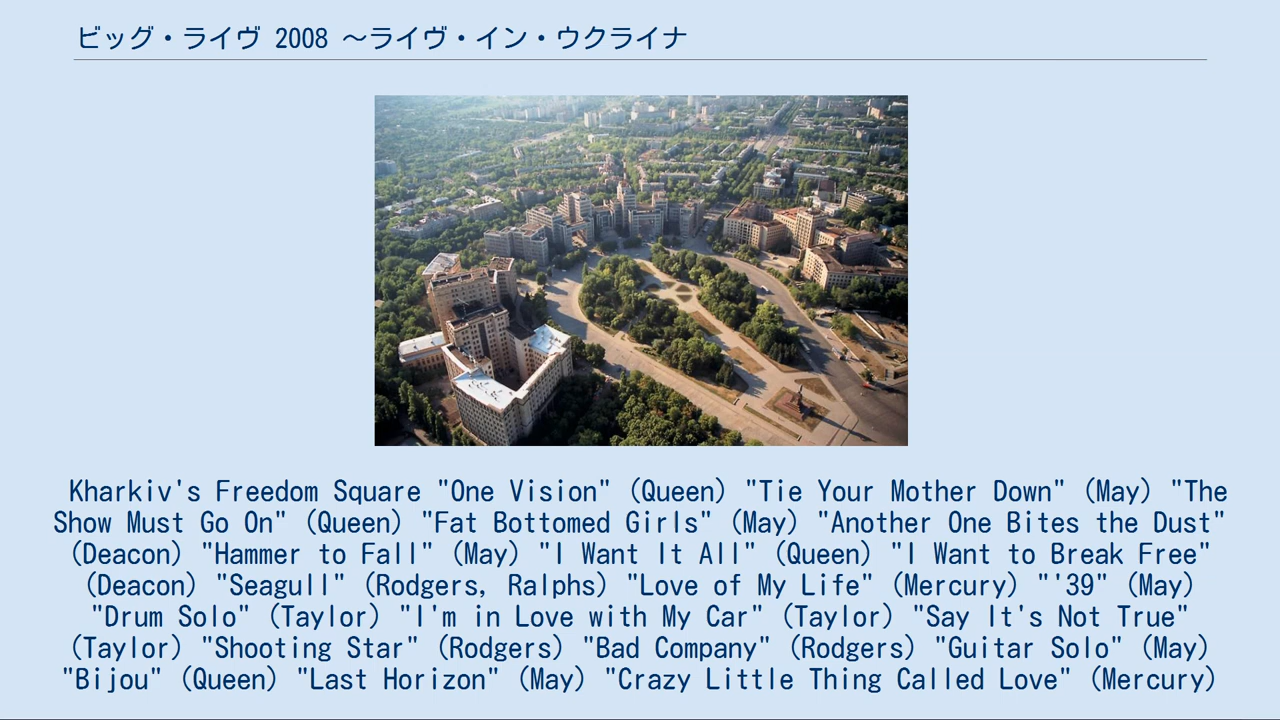 ビッグ・ライヴ 2008 〜ライヴ・イン・ウクライナ
Kharkiv's Freedom Square "One Vision" (Queen) "Tie Your Mother Down" (May) "The
Show Must Go On" (Queen) "Fat Bottomed Girls" (May) "Another One Bites the Dust"
(Deacon) "Hammer to Fall" (May) "I Want It All" (Queen) "I Want to Break Free"
(Deacon) "Seagull" (Rodgers, Ralphs) "Love of My Life" (Mercury) "'39" (May)
"Drum Solo" (Taylor) "I'm in Love with My Car" (Taylor) "Say It's Not True"
(Taylor) "Shooting Star" (Rodgers) "Bad Company" (Rodgers) "Guitar Solo" (May)
"Bijou" (Queen) "Last Horizon" (May) "Crazy Little Thing Called Love" (Mercury)